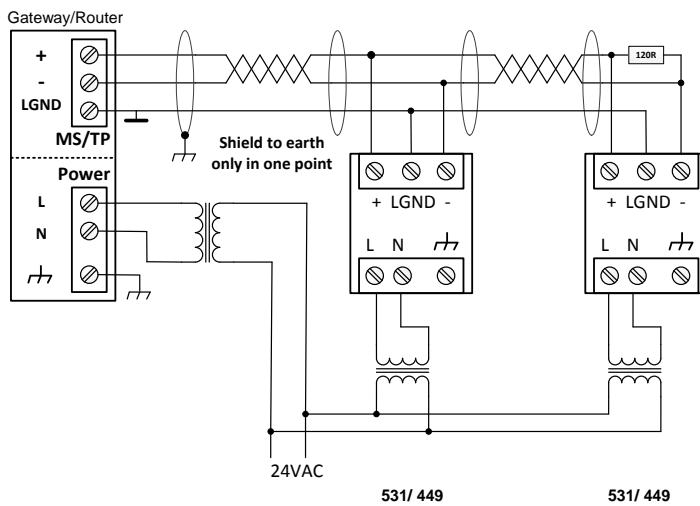 Gateway/Router
+
-
LGND
MS/TP
Power
L
N
Shield to earth
only in one point
120R
+ LGND -
L N
+ LGND -
L N
24VAC
531/ 449
531/ 449